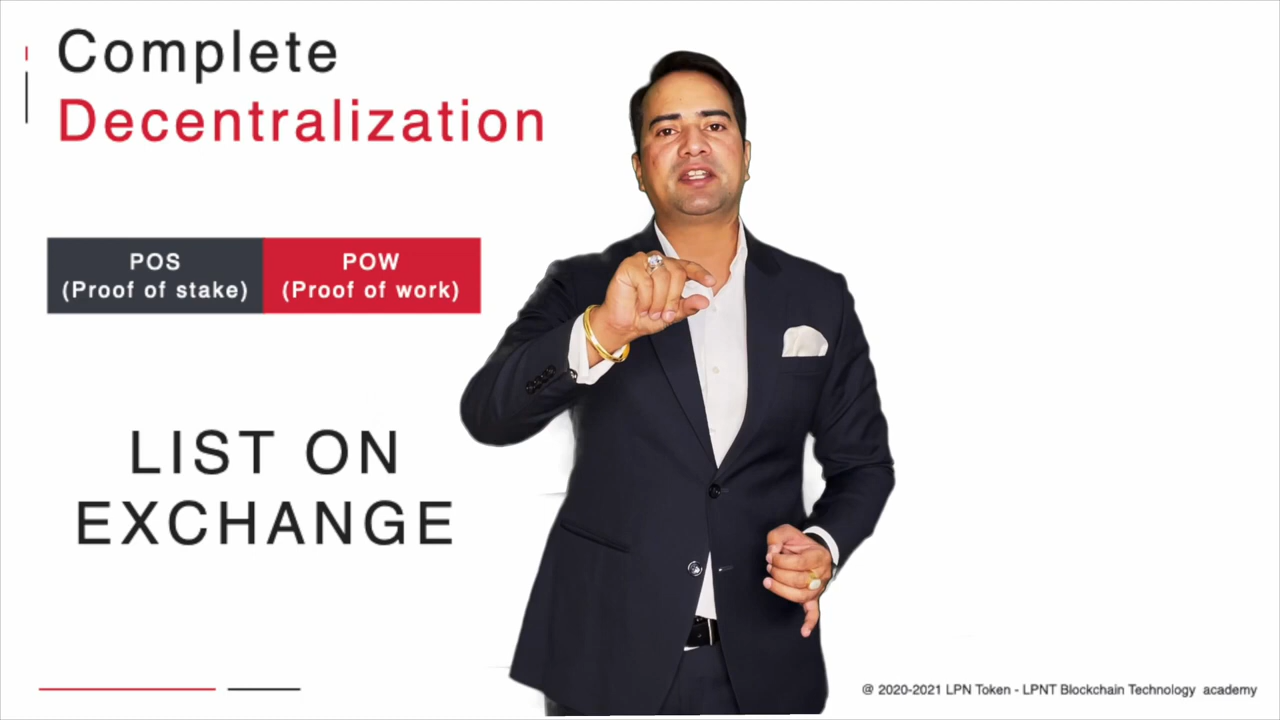 Complete
Decentralization
POS
(Proof of stake)
POW
(Proof of work)
LIST ON
EXCHANGE
@ 2020-2021 LPN Token - LPNT Blockchain Technology academy